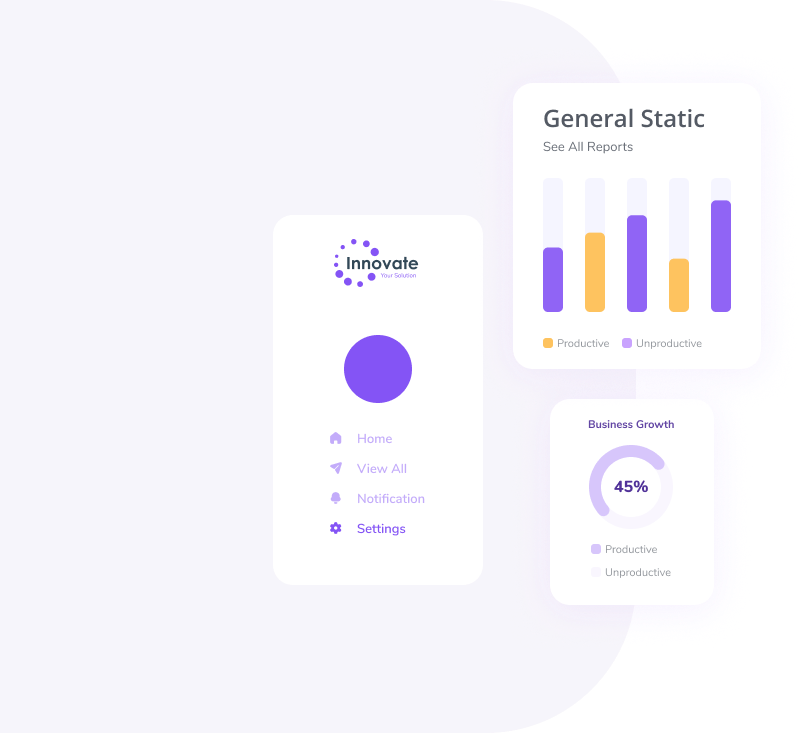 Innovate
Your Solution
Home
View All
Notification
Settings
General Static
See All Reports
Productive
Unproductive
Business Growth
45%
Productive
Unproductive